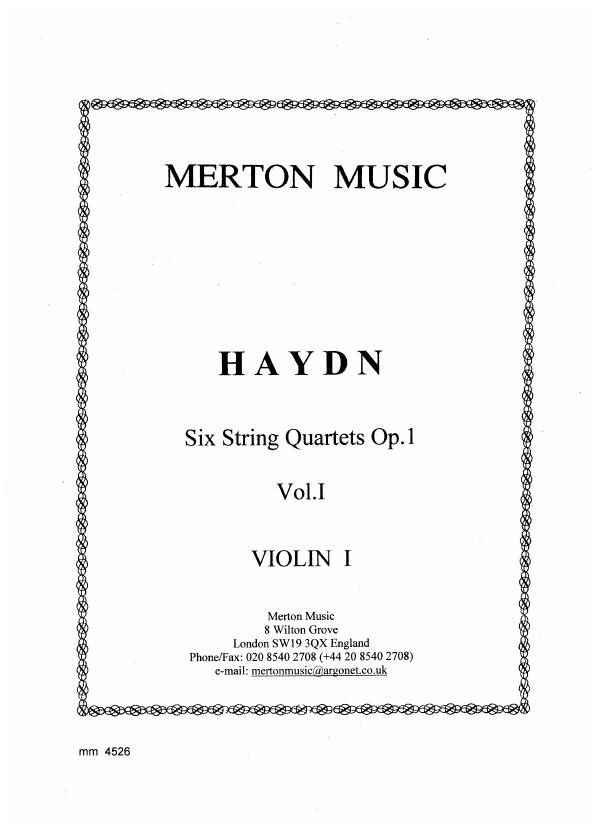 MERTON MUSIC
HAYDN
Six String Quartets Op.1
Vol.I
VIOLIN I
Merton Music
8 Wilton Grove
London SW19 3QX England
Phone/Fax: 020 8540 2708 (+44 20 8540 2708)
e-mail: mertonmusic@argonet.co.uk
mm 4526